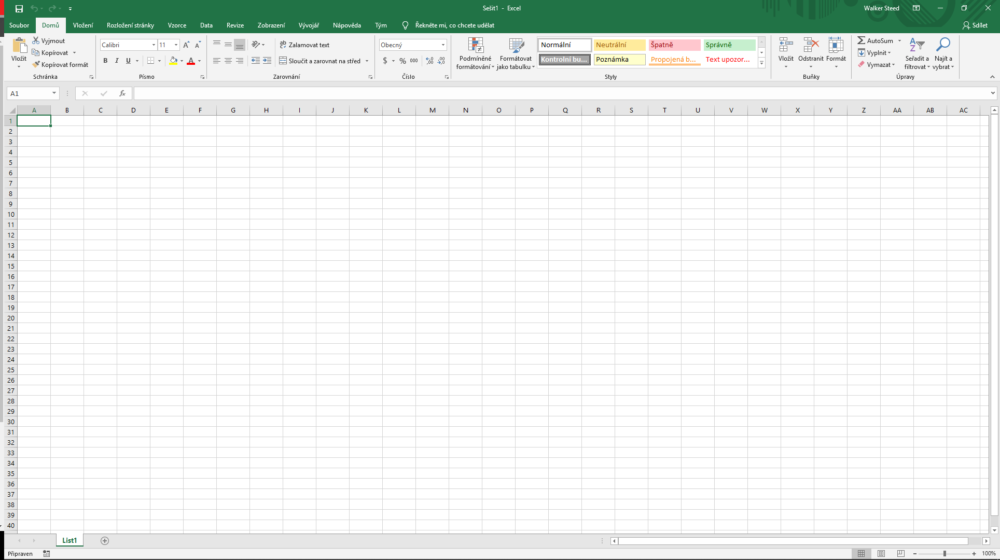 Sešit1 - Excel
Walker Steed
Soubor Domů Vložení Rozložení stránky Vzorce Data Revize Zobrazení Vývojář Nápověda Tým Řekněte mi, co chcete udělat Sdílet
Vložit
Vyjmout
Kopírovat
Kopírovat formát
Schránka
Calibri 11
B I U
Písmo
Zalamovat text
Sloučit a zarovnat na střed
Zarovnání
Obecný
$ % 000
Číslo
Podmíněné formátování
Formátovat jako tabulku
Normální Neutrální Špatně Správně
Kontrolní bu... Poznámka Propojená b... Text upozor...
Styly
Vložit Odstranit Formát
Buňky
AutoSum
Vyplnit
Vymazat
Seřadit a filtrovat
Najít a vybrat
Úpravy
A1
fx
A B C D E F G H I J K L M N O P Q R S T U V W X Y Z AA AB AC
1
2
3
4
5
6
7
8
9
10
11
12
13
14
15
16
17
18
19
20
21
22
23
24
25
26
27
28
29
30
31
32
33
34
35
36
37
38
39
40
List1
Připraven
100%